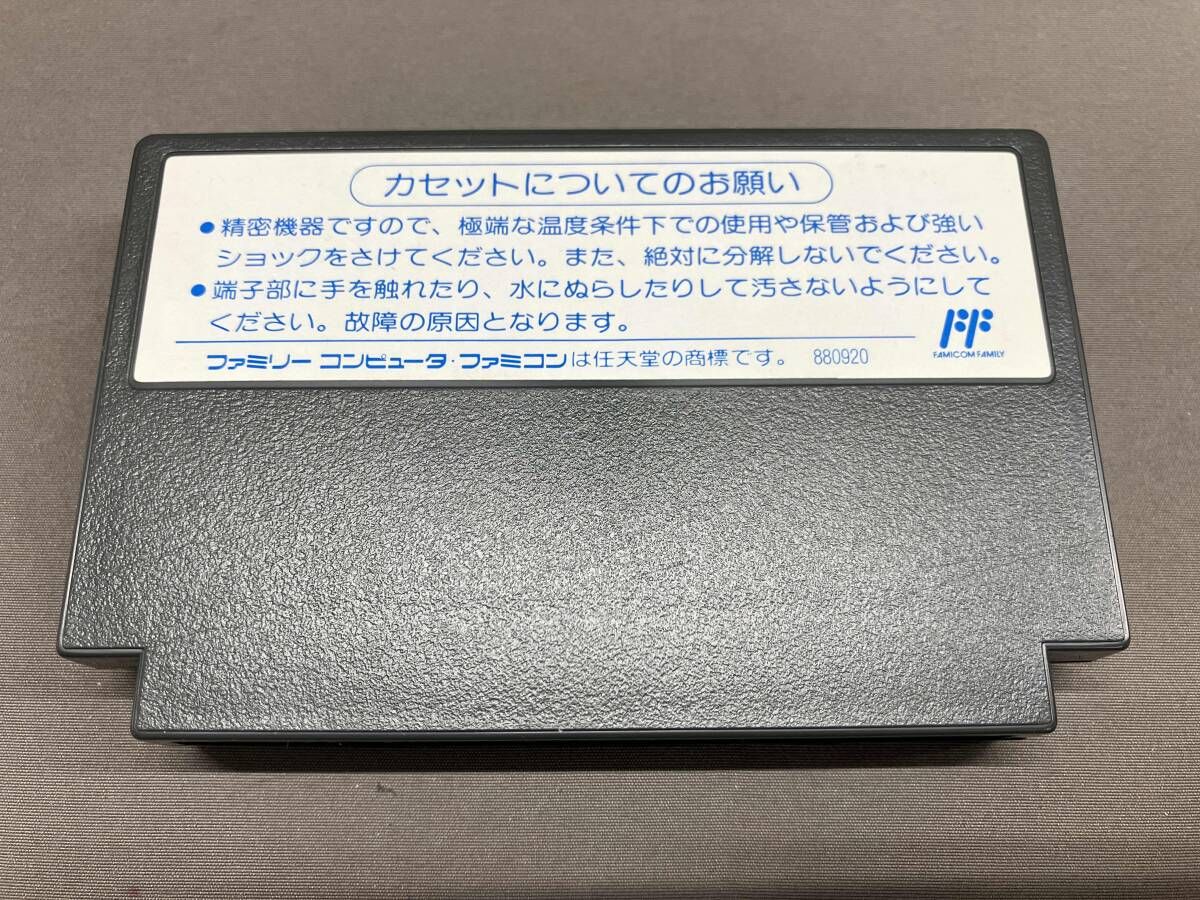 カセットについてのお願い
●精密機器ですので、極端な温度条件下での使用や保管および強い
ショックをさけてください。また、絶対に分解しないでください。
●端子部に手を触れたり、水にぬらしたりして汚さないようにして
ください。故障の原因となります。
FAMICOM FAMILY
ファミリー コンピュータ・ファミコンは任天堂の商標です。 880920